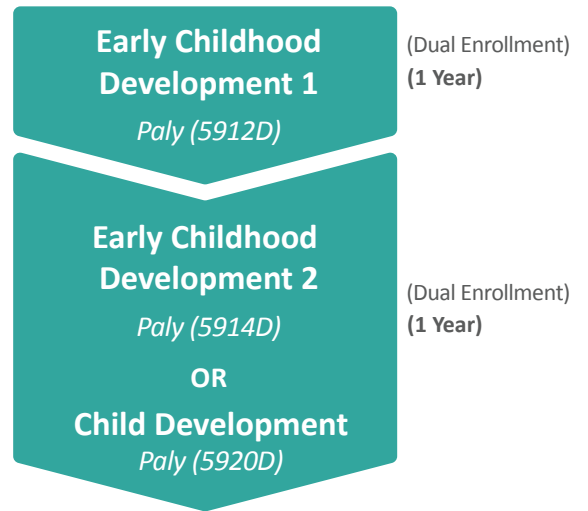 Early Childhood
Development 1
Paly (5912D)
(Dual Enrollment)
(1 Year)
Early Childhood
Development 2
Paly (5914D)
OR
Child Development
Paly (5920D)
(Dual Enrollment)
(1 Year)